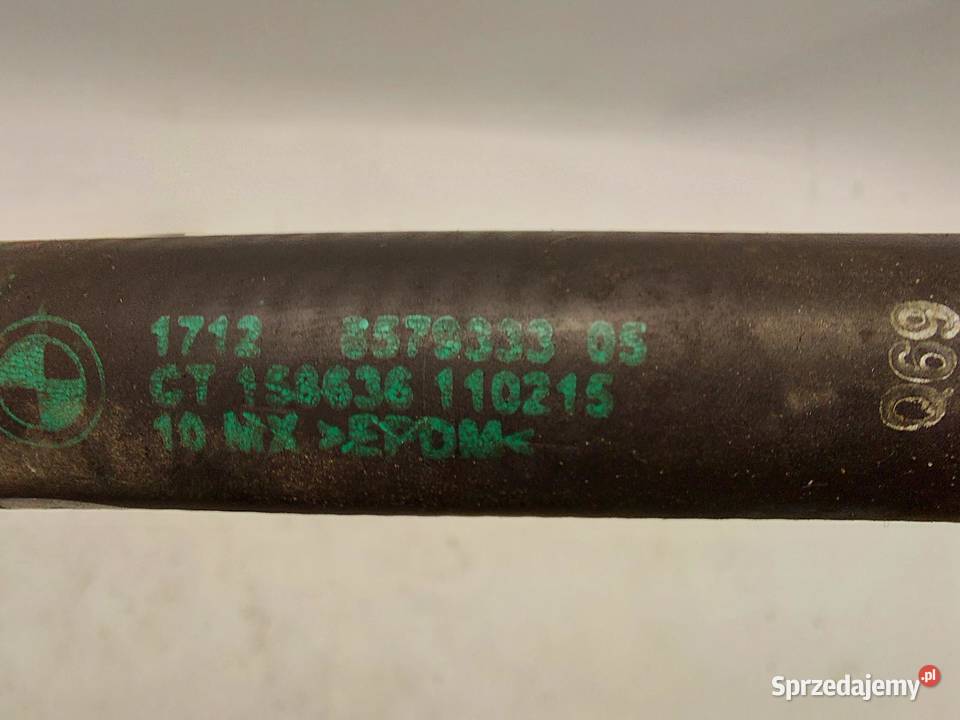 1712 8579333 05
CT 158636 110215
10 MX >EPDM<
Q69
Sprzedajemy.pl